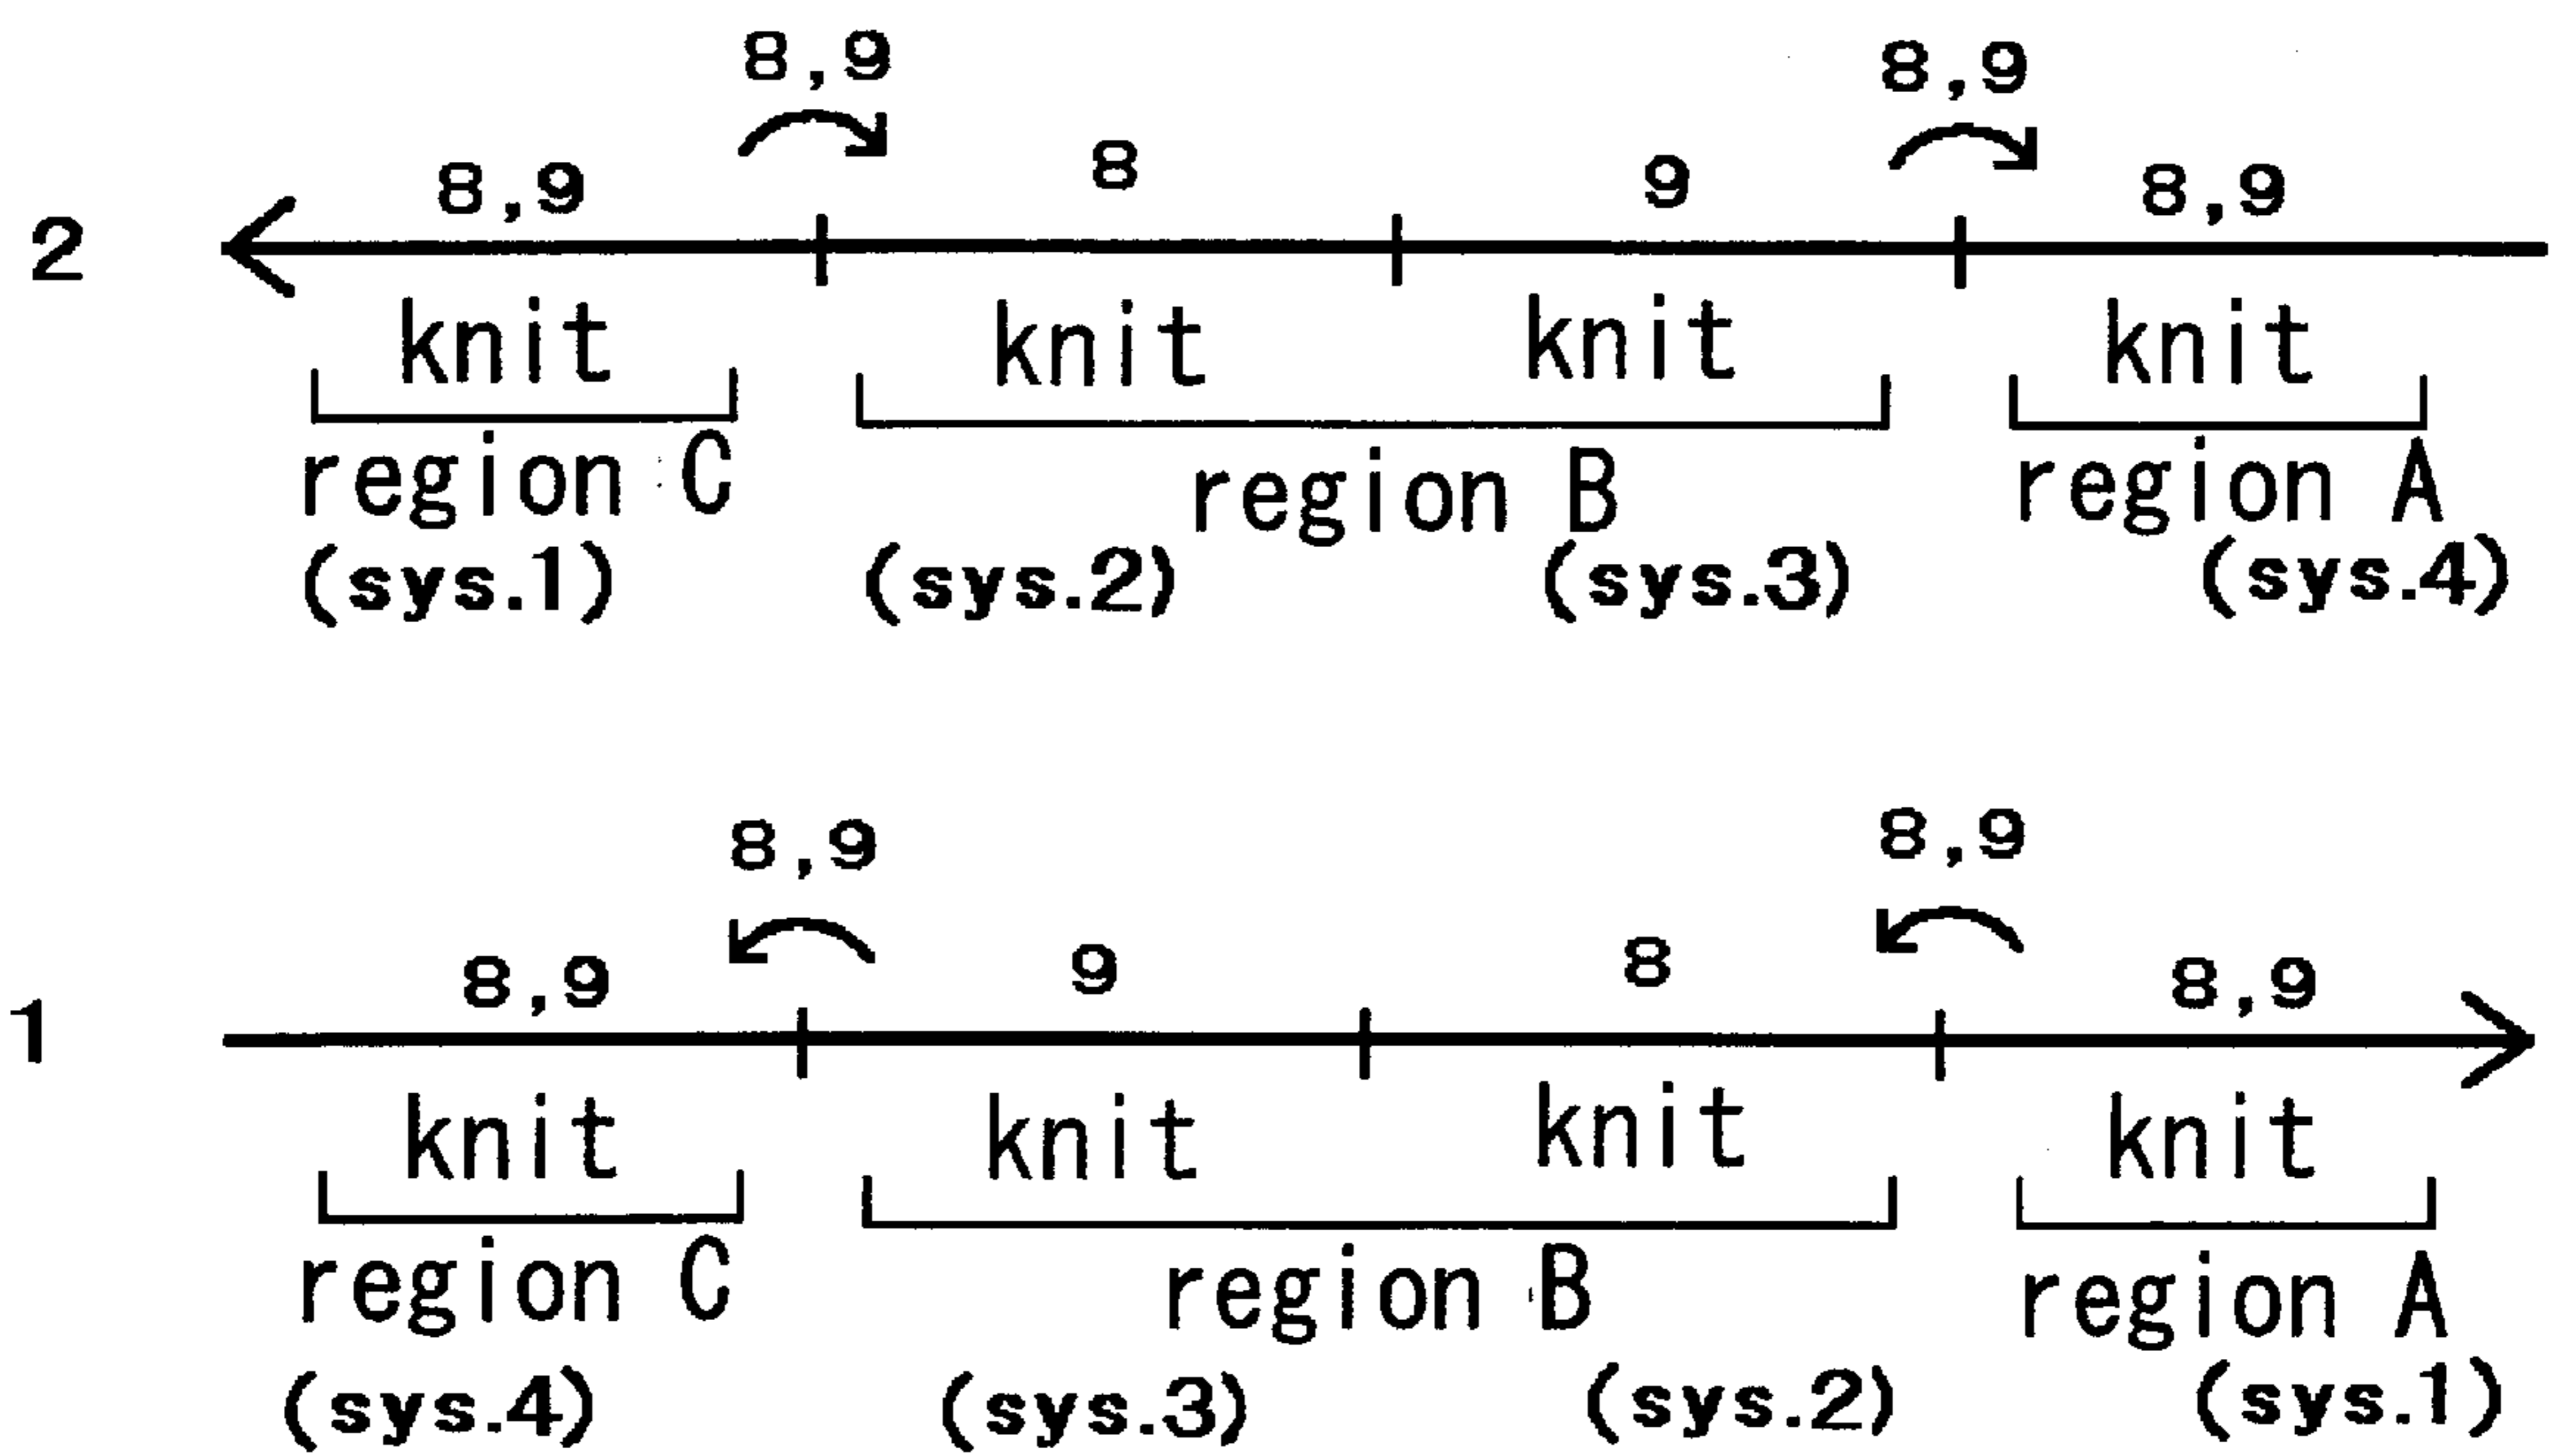 8,9 8,9
8,9 8 9 8,9
2
knit knit knit knit
region C region B region A
(sys.1) (sys.2) (sys.3) (sys.4)
8,9 8,9
8,9 9 8 8,9
1
knit knit knit knit
region C region B region A
(sys.4) (sys.3) (sys.2) (sys.1)